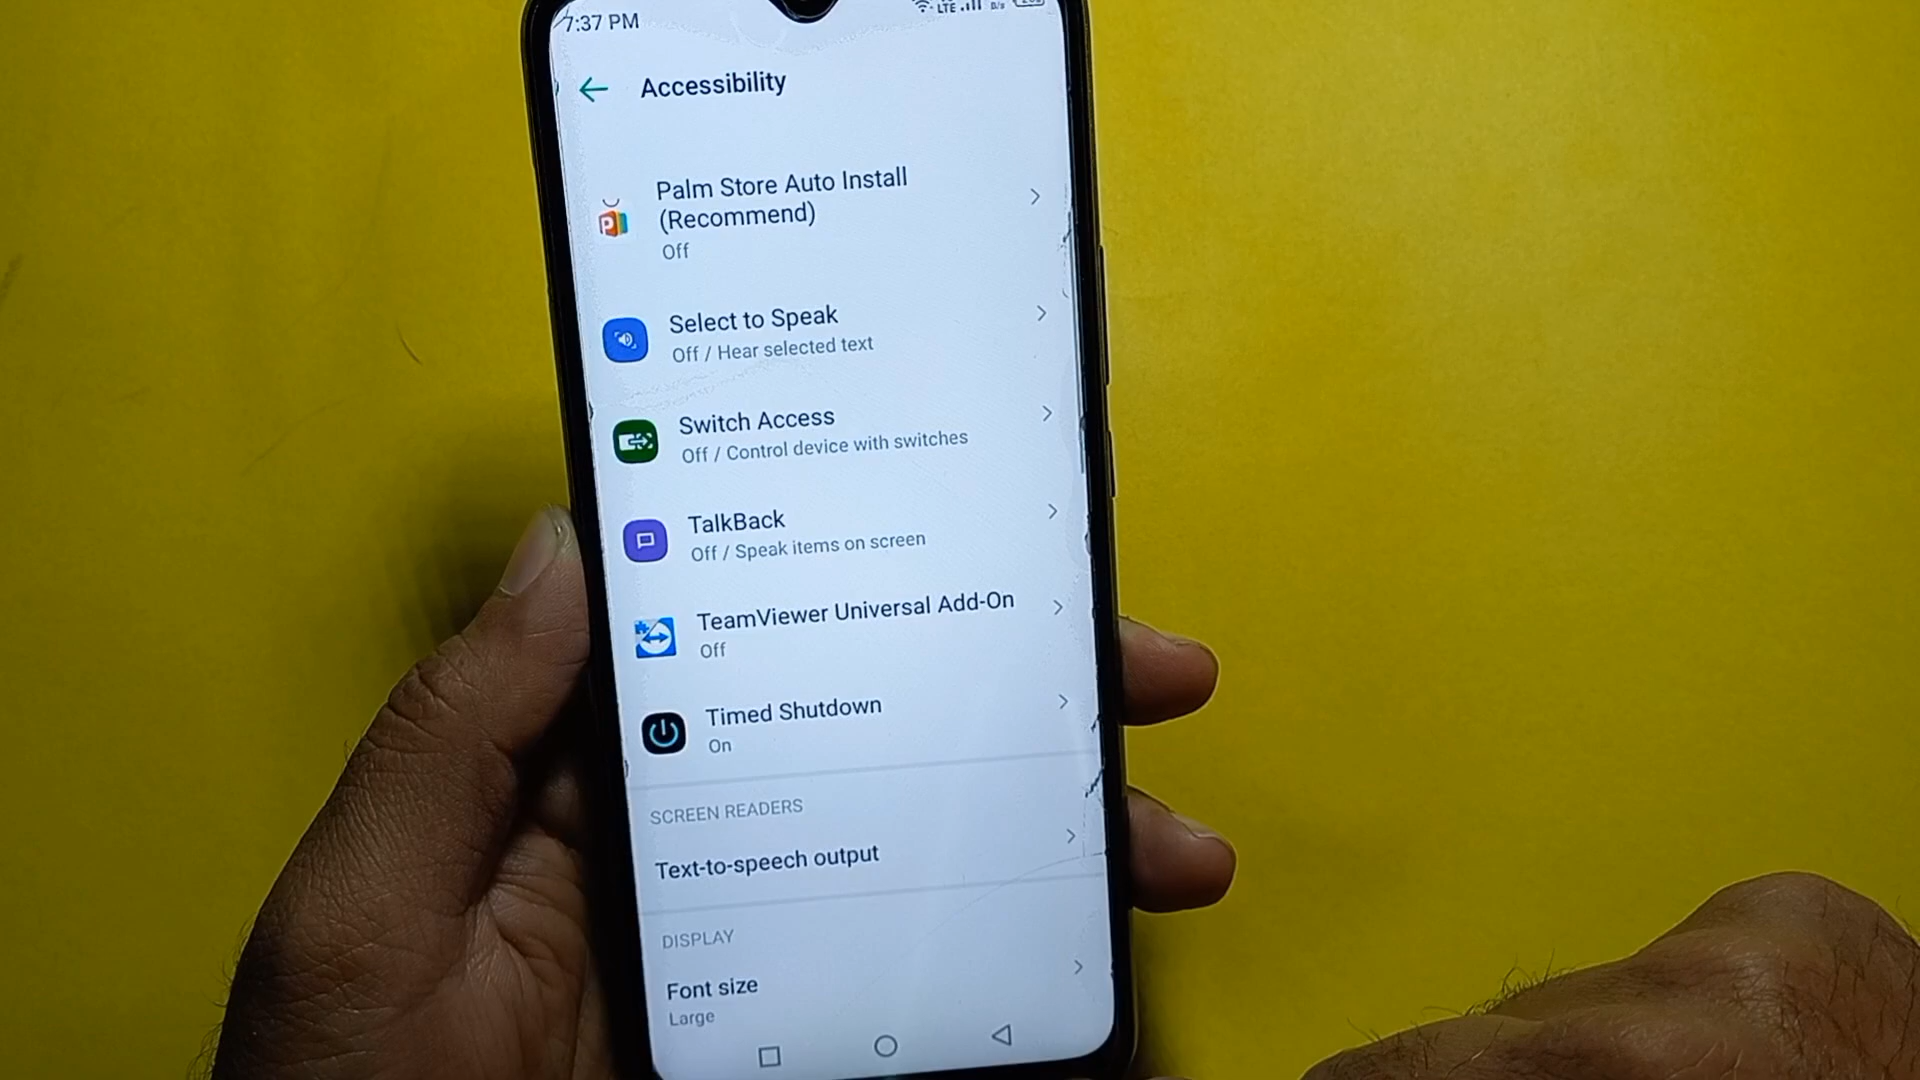 7:37 PM
LTE
Accessibility
Palm Store Auto Install
(Recommend)
Off
Select to Speak
Off / Hear selected text
Switch Access
Off / Control device with switches
TalkBack
Off / Speak items on screen
TeamViewer Universal Add-On
Off
Timed Shutdown
On
SCREEN READERS
Text-to-speech output
DISPLAY
Font size
Large